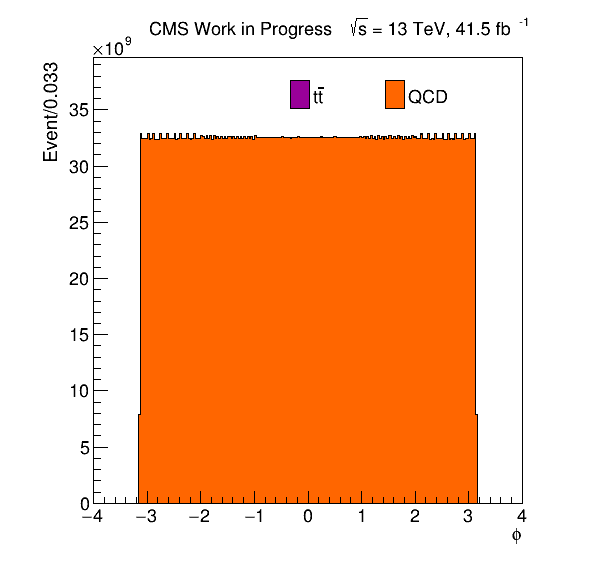 CMS Work in Progress √s = 13 TeV, 41.5 fb⁻¹
×10⁹
Event/0.033
tt̄ QCD
35
30
25
20
15
10
5
0
−4 −3 −2 −1 0 1 2 3 4
ϕ